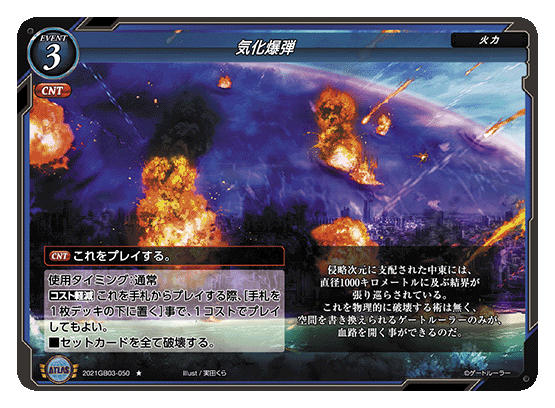 EVENT
3
気化爆弾
火力
CNT
CNT これをプレイする。
使用タイミング:通常
コスト軽減 これを手札からプレイする際、[手札を
1枚デッキの下に置く]事で、1コストでプレイ
してもよい。
■セットカードを全て破壊する。
侵略次元に支配された中東には、
直径1000キロメートルに及ぶ結界が
張り巡らされている。
これを物理的に破壊する術は無く、
空間を書き換えられるゲートルーラーのみが、
血路を開く事ができるのだ。
ATLAS
2021GB03-050 ★ Illust / 実田くら
©ゲートルーラー